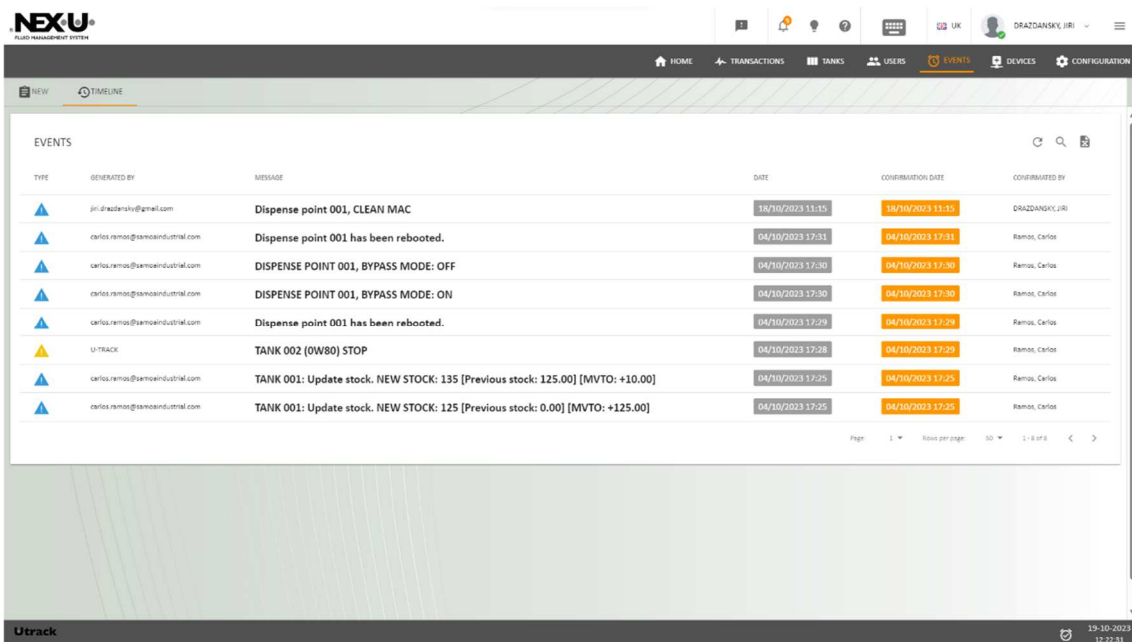 NEXU
FLUID MANAGEMENT SYSTEM
UK
DRAZDANSKY, JIRI
HOME
TRANSACTIONS
TANKS
USERS
EVENTS
DEVICES
CONFIGURATION
NEW
TIMELINE
EVENTS
TYPE GENERATED BY MESSAGE DATE CONFIRMATION DATE CONFIRMATED BY
jiri.drazdansky@gmail.com Dispense point 001, CLEAN MAC 18/10/2023 11:15 18/10/2023 11:15 DRAZDANSKY, JIRI
carlos.ramos@samoaindustrial.com Dispense point 001 has been rebooted. 04/10/2023 17:31 04/10/2023 17:31 Ramos, Carlos
carlos.ramos@samoaindustrial.com DISPENSE POINT 001, BYPASS MODE: OFF 04/10/2023 17:30 04/10/2023 17:30 Ramos, Carlos
carlos.ramos@samoaindustrial.com DISPENSE POINT 001, BYPASS MODE: ON 04/10/2023 17:30 04/10/2023 17:30 Ramos, Carlos
carlos.ramos@samoaindustrial.com Dispense point 001 has been rebooted. 04/10/2023 17:29 04/10/2023 17:29 Ramos, Carlos
U-TRACK TANK 002 (0W80) STOP 04/10/2023 17:28 04/10/2023 17:29 Ramos, Carlos
carlos.ramos@samoaindustrial.com TANK 001: Update stock. NEW STOCK: 135 [Previous stock: 125.00] [MVTO: +10.00] 04/10/2023 17:25 04/10/2023 17:25 Ramos, Carlos
carlos.ramos@samoaindustrial.com TANK 001: Update stock. NEW STOCK: 125 [Previous stock: 0.00] [MVTO: +125.00] 04/10/2023 17:25 04/10/2023 17:25 Ramos, Carlos
Page: 1 Rows per page: 50 1 - 8 of 8
Utrack
19-10-2023
12:22:31